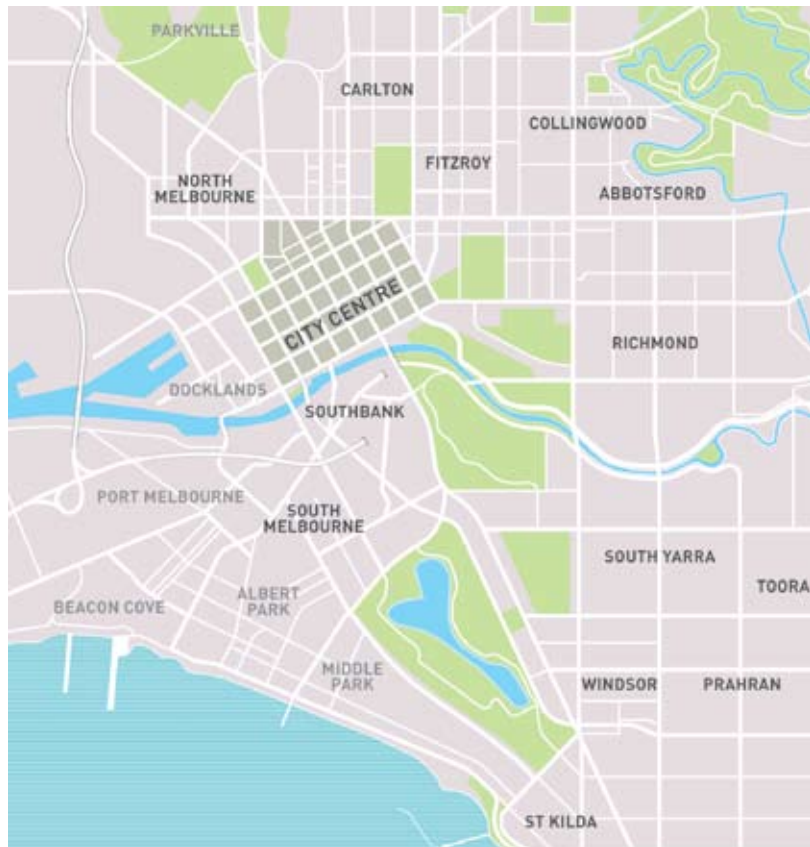 PARKVILLE
CARLTON
COLLINGWOOD
FITZROY
NORTH
MELBOURNE
ABBOTSFORD
CITY CENTRE
RICHMOND
DOCKLANDS
SOUTHBANK
PORT MELBOURNE
SOUTH
MELBOURNE
SOUTH YARRA
TOORA
ALBERT
PARK
BEACON COVE
MIDDLE
PARK
WINDSOR
PRAHRAN
ST KILDA